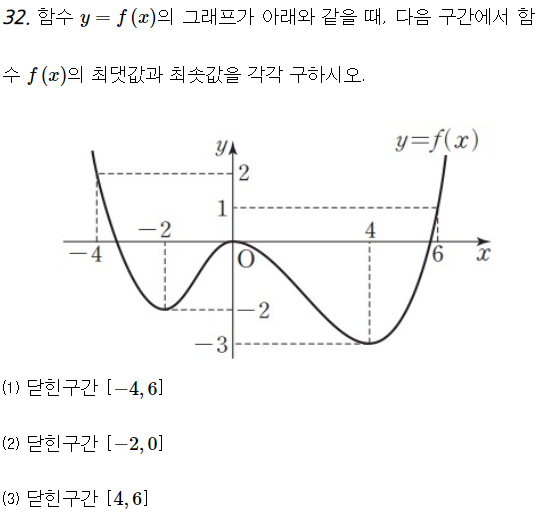 32. 함수 y = f (x)의 그래프가 아래와 같을 때, 다음 구간에서 함
수 f (x)의 최댓값과 최솟값을 각각 구하시오.
y
y=f(x)
2
1
-2
4
-4
O
6
x
-2
-3
(1) 닫힌구간 [-4, 6]
(2) 닫힌구간 [-2, 0]
(3) 닫힌구간 [4, 6]